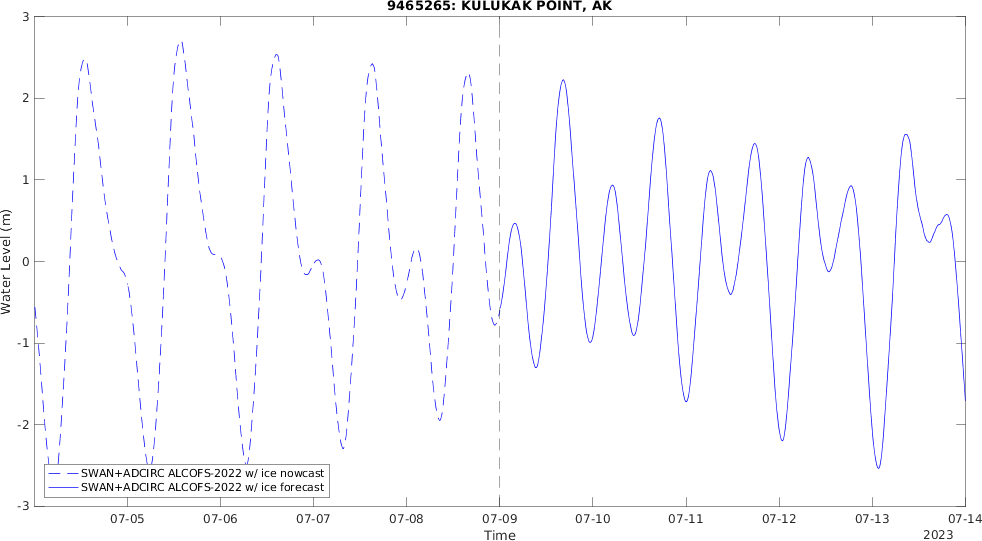 9465265: KULUKAK POINT, AK
3
2
1
0
-1
-2
-3
Water Level (m)
SWAN+ADCIRC ALCOFS-2022 w/ ice nowcast
SWAN+ADCIRC ALCOFS-2022 w/ ice forecast
07-05 07-06 07-07 07-08 07-09 07-10 07-11 07-12 07-13 07-14
Time
2023